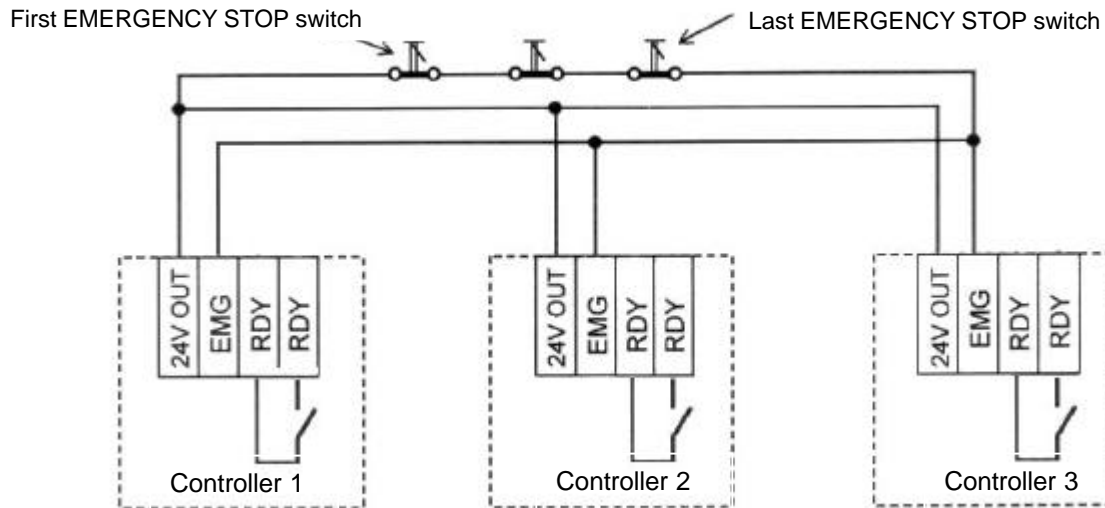 First EMERGENCY STOP switch
Last EMERGENCY STOP switch
24V OUT
EMG
RDY
RDY
Controller 1
24V OUT
EMG
RDY
RDY
Controller 2
24V OUT
EMG
RDY
RDY
Controller 3